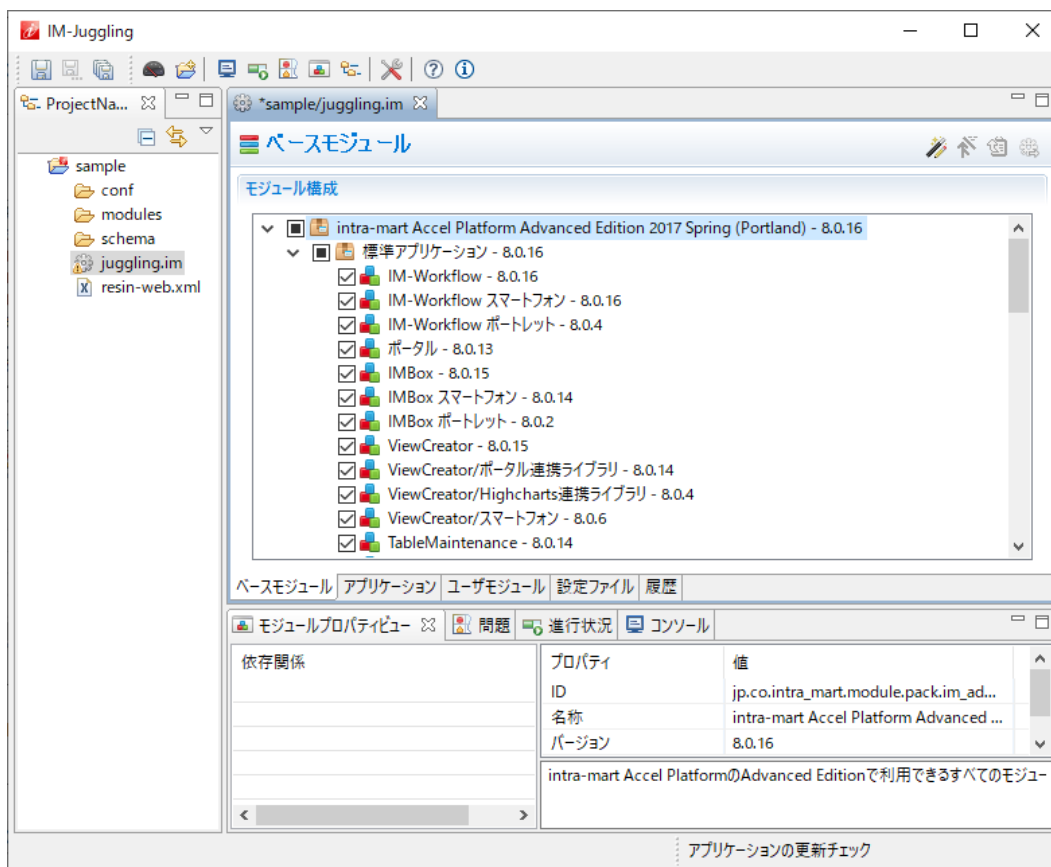 IM-Juggling
ProjectNa...
sample
conf
modules
schema
juggling.im
resin-web.xml
*sample/juggling.im
ベースモジュール
モジュール構成
intra-mart Accel Platform Advanced Edition 2017 Spring (Portland) - 8.0.16
標準アプリケーション - 8.0.16
IM-Workflow - 8.0.16
IM-Workflow スマートフォン - 8.0.16
IM-Workflow ポートレット - 8.0.4
ポータル - 8.0.13
IMBox - 8.0.15
IMBox スマートフォン - 8.0.14
IMBox ポートレット - 8.0.2
ViewCreator - 8.0.15
ViewCreator/ポータル連携ライブラリ - 8.0.14
ViewCreator/Highcharts連携ライブラリ - 8.0.4
ViewCreator/スマートフォン - 8.0.6
TableMaintenance - 8.0.14
ベースモジュール アプリケーション ユーザモジュール 設定ファイル 履歴
モジュールプロパティビュー 問題 進行状況 コンソール
依存関係
プロパティ 値
ID jp.co.intra_mart.module.pack.im_ad...
名称 intra-mart Accel Platform Advanced ...
バージョン 8.0.16
intra-mart Accel PlatformのAdvanced Editionで利用できるすべてのモジュー
アプリケーションの更新チェック